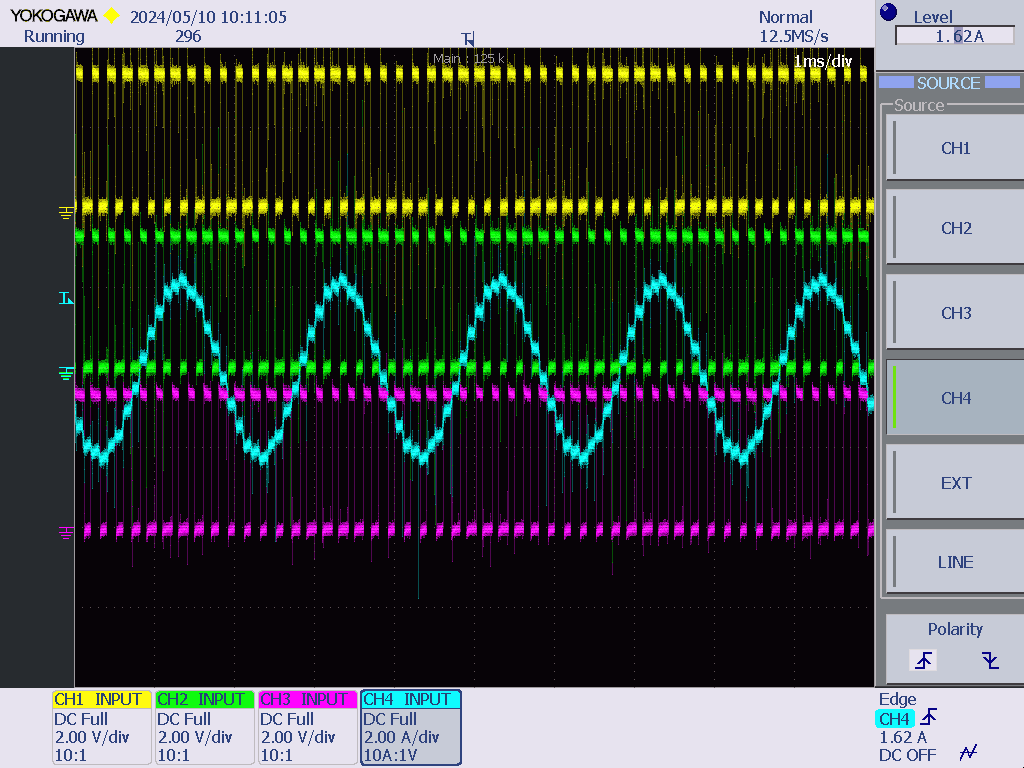 YOKOGAWA 2024/05/10 10:11:05 Normal
Running 296 12.5MS/s
Level
1.62A
Main : 125 k 1ms/div
SOURCE
Source
CH1
CH2
CH3
CH4
EXT
LINE
Polarity
CH1 INPUT
DC Full
2.00 V/div
10:1
CH2 INPUT
DC Full
2.00 V/div
10:1
CH3 INPUT
DC Full
2.00 V/div
10:1
CH4 INPUT
DC Full
2.00 A/div
10A:1V
Edge
CH4
1.62 A
DC OFF